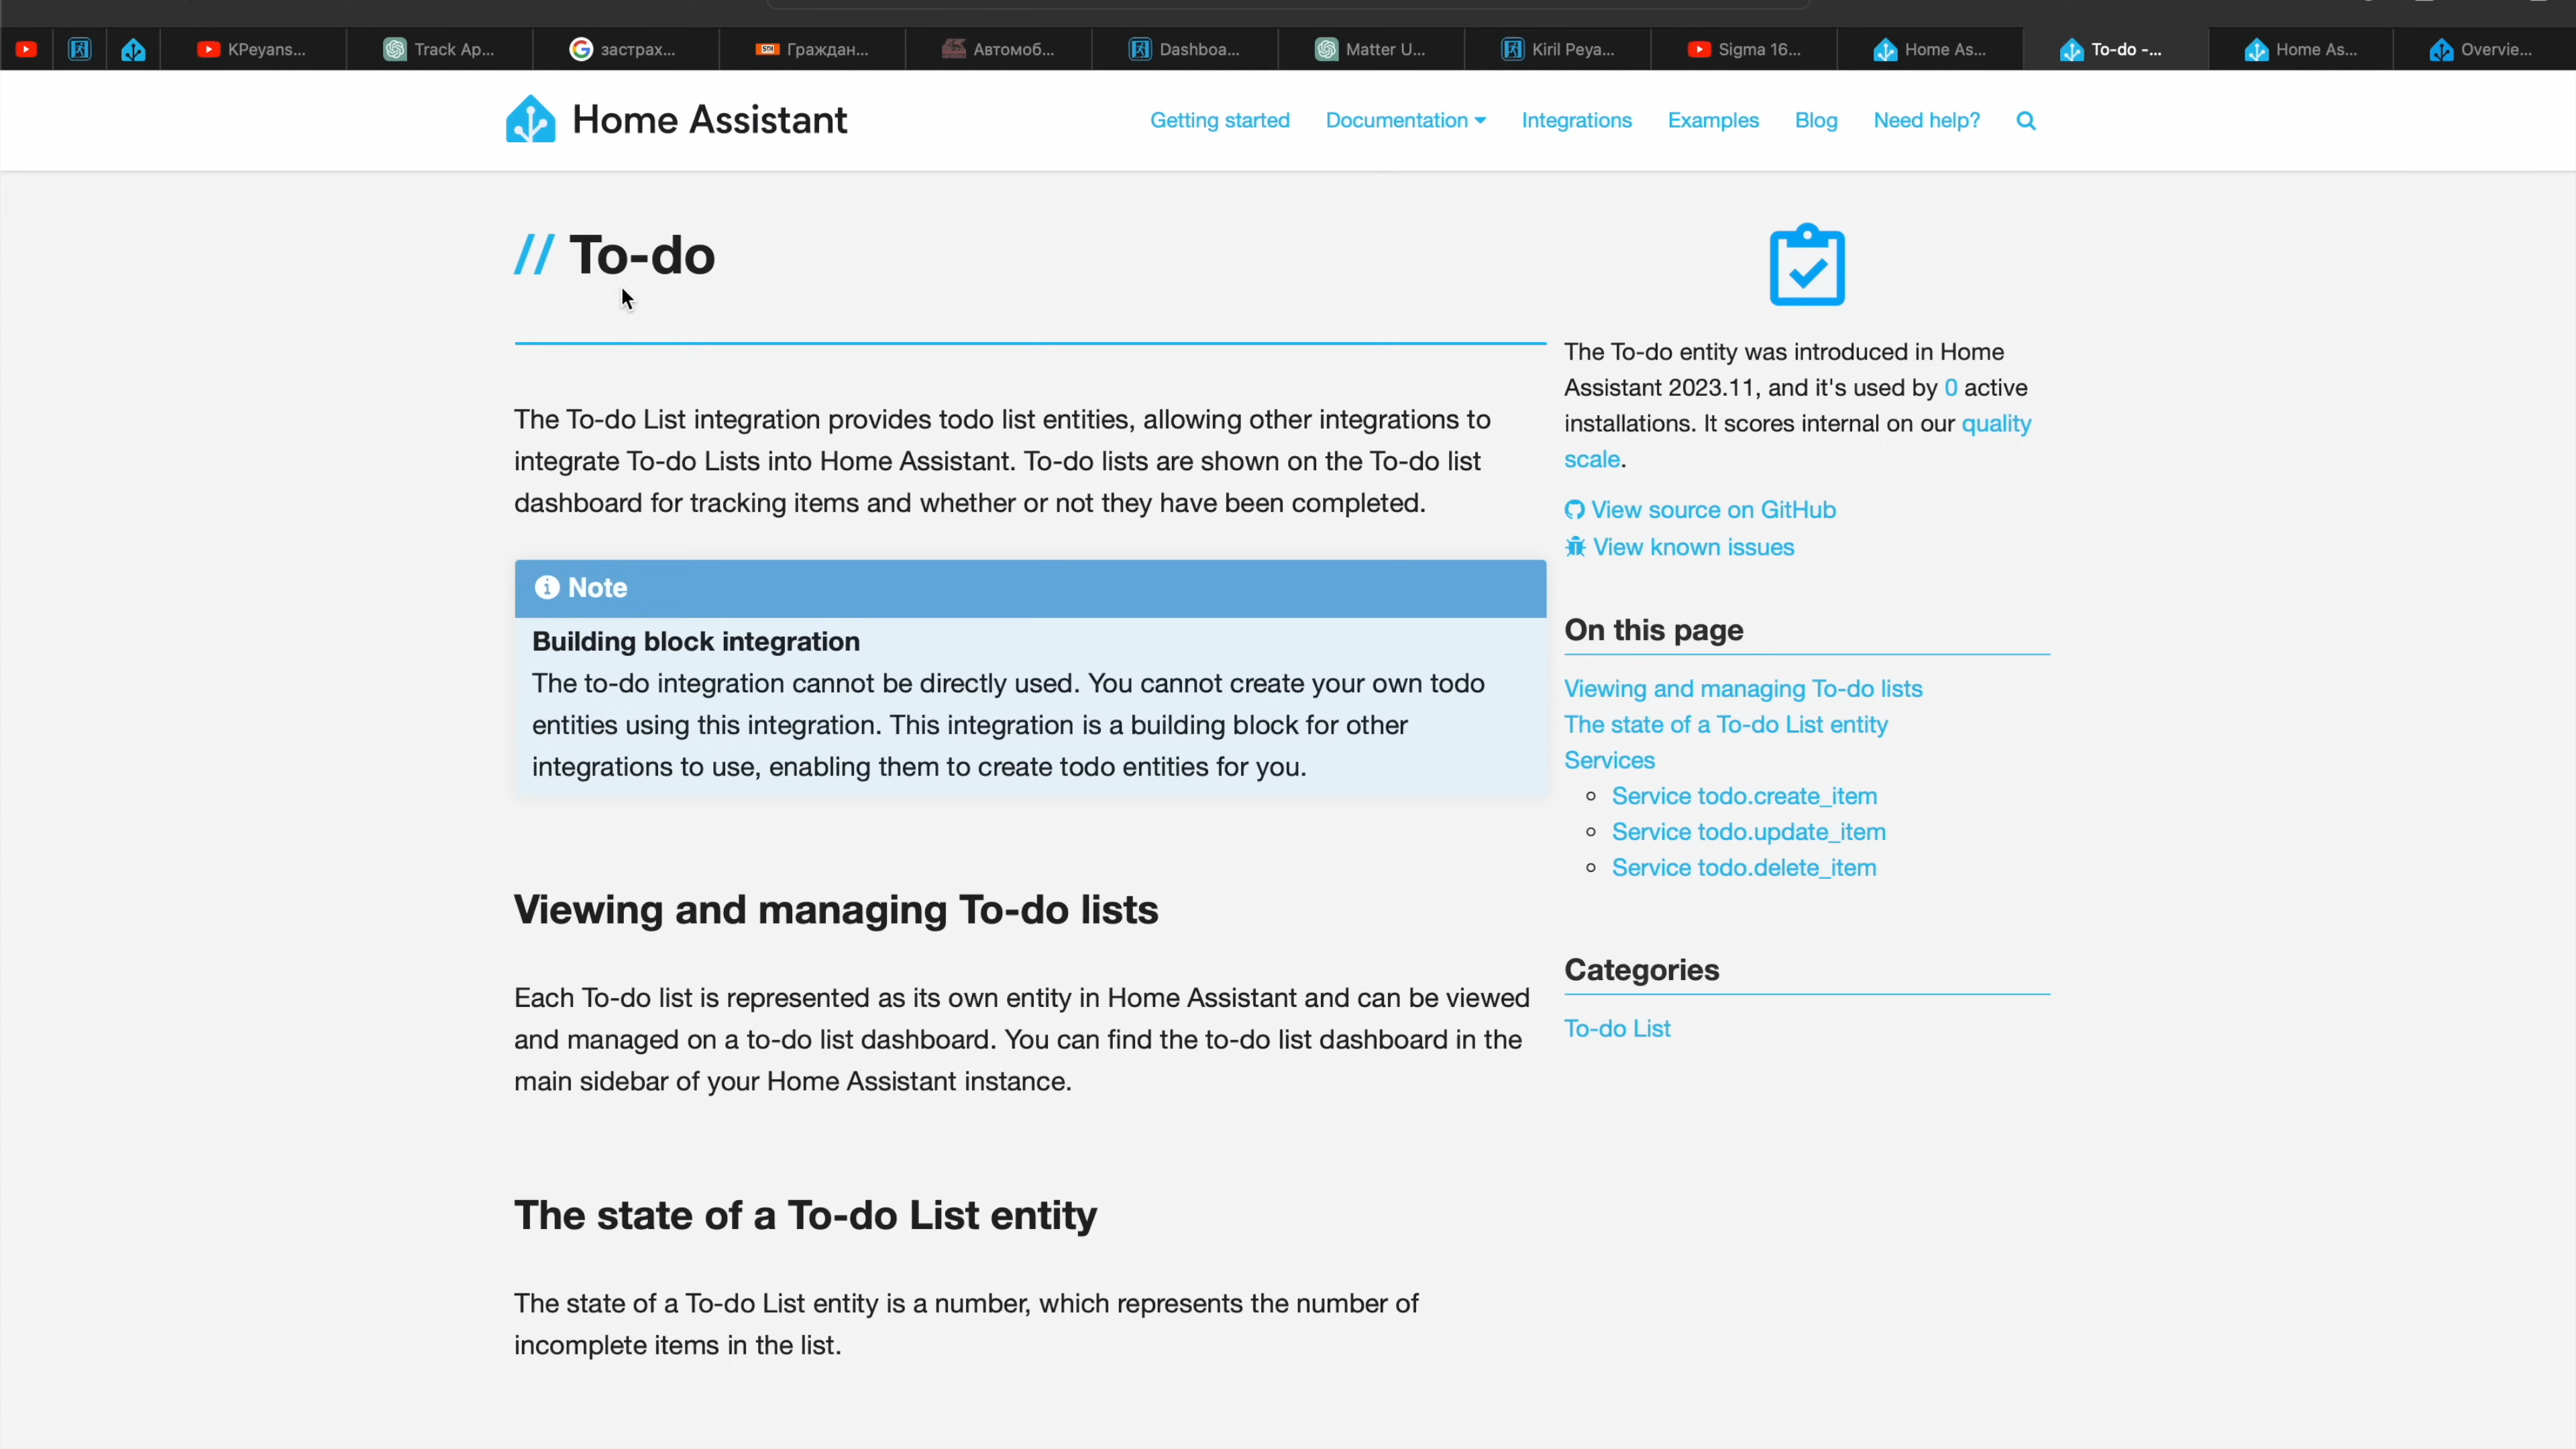 KPeyans...
Track Ap...
застрах...
Граждан...
Автомоб...
Dashboa...
Matter U...
Kiril Peya...
Sigma 16...
Home As...
To-do -...
Home As...
Overvie...
Home Assistant
Getting started
Documentation
Integrations
Examples
Blog
Need help?
// To-do
The To-do List integration provides todo list entities, allowing other integrations to
integrate To-do Lists into Home Assistant. To-do lists are shown on the To-do list
dashboard for tracking items and whether or not they have been completed.
Note
Building block integration
The to-do integration cannot be directly used. You cannot create your own todo
entities using this integration. This integration is a building block for other
integrations to use, enabling them to create todo entities for you.
Viewing and managing To-do lists
Each To-do list is represented as its own entity in Home Assistant and can be viewed
and managed on a to-do list dashboard. You can find the to-do list dashboard in the
main sidebar of your Home Assistant instance.
The state of a To-do List entity
The state of a To-do List entity is a number, which represents the number of
incomplete items in the list.
The To-do entity was introduced in Home
Assistant 2023.11, and it's used by 0 active
installations. It scores internal on our quality
scale.
View source on GitHub
View known issues
On this page
Viewing and managing To-do lists
The state of a To-do List entity
Services
Service todo.create_item
Service todo.update_item
Service todo.delete_item
Categories
To-do List